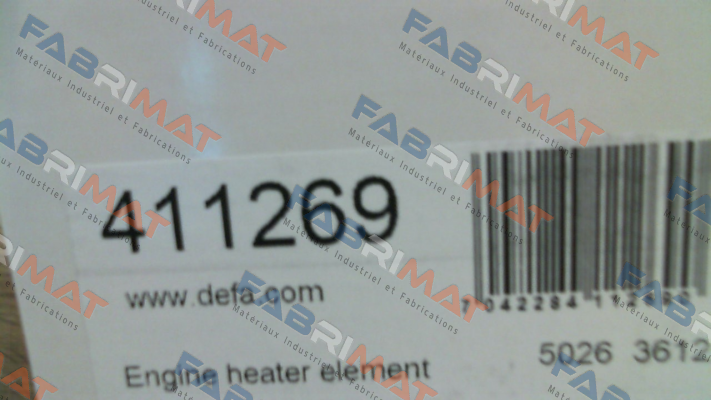 411269
www.defa.com
Engine heater element
5026 3612
FABRIMAT
Materiaux Industriel et Fabrications